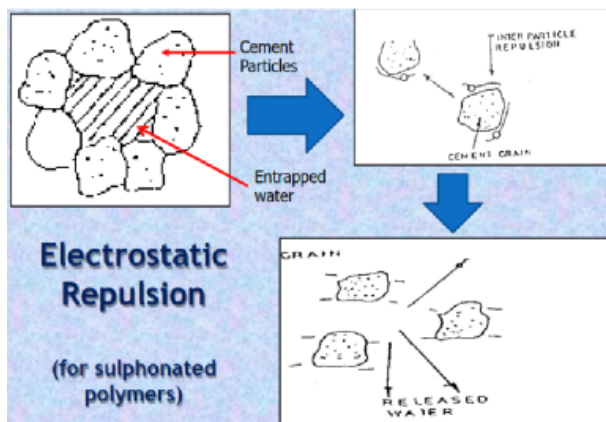 Cement
Particles
Entrapped
water
INTER PARTICLE
REPULSION
CEMENT GRAIN
Electrostatic
Repulsion
(for sulphonated
polymers)
GRAIN
RELEASED
WATER